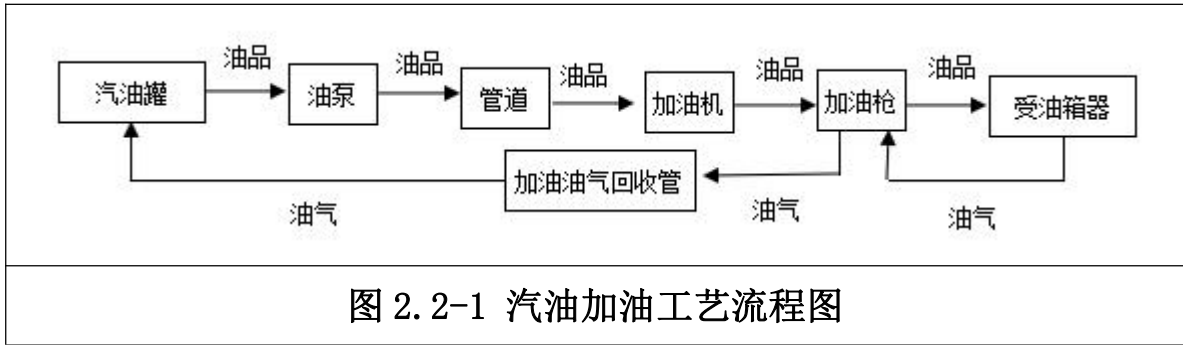 油品
油品
油品
油品
油品
汽油罐
油泵
管道
加油机
加油枪
受油箱器
加油油气回收管
油气
油气
油气
图 2.2-1 汽油加油工艺流程图